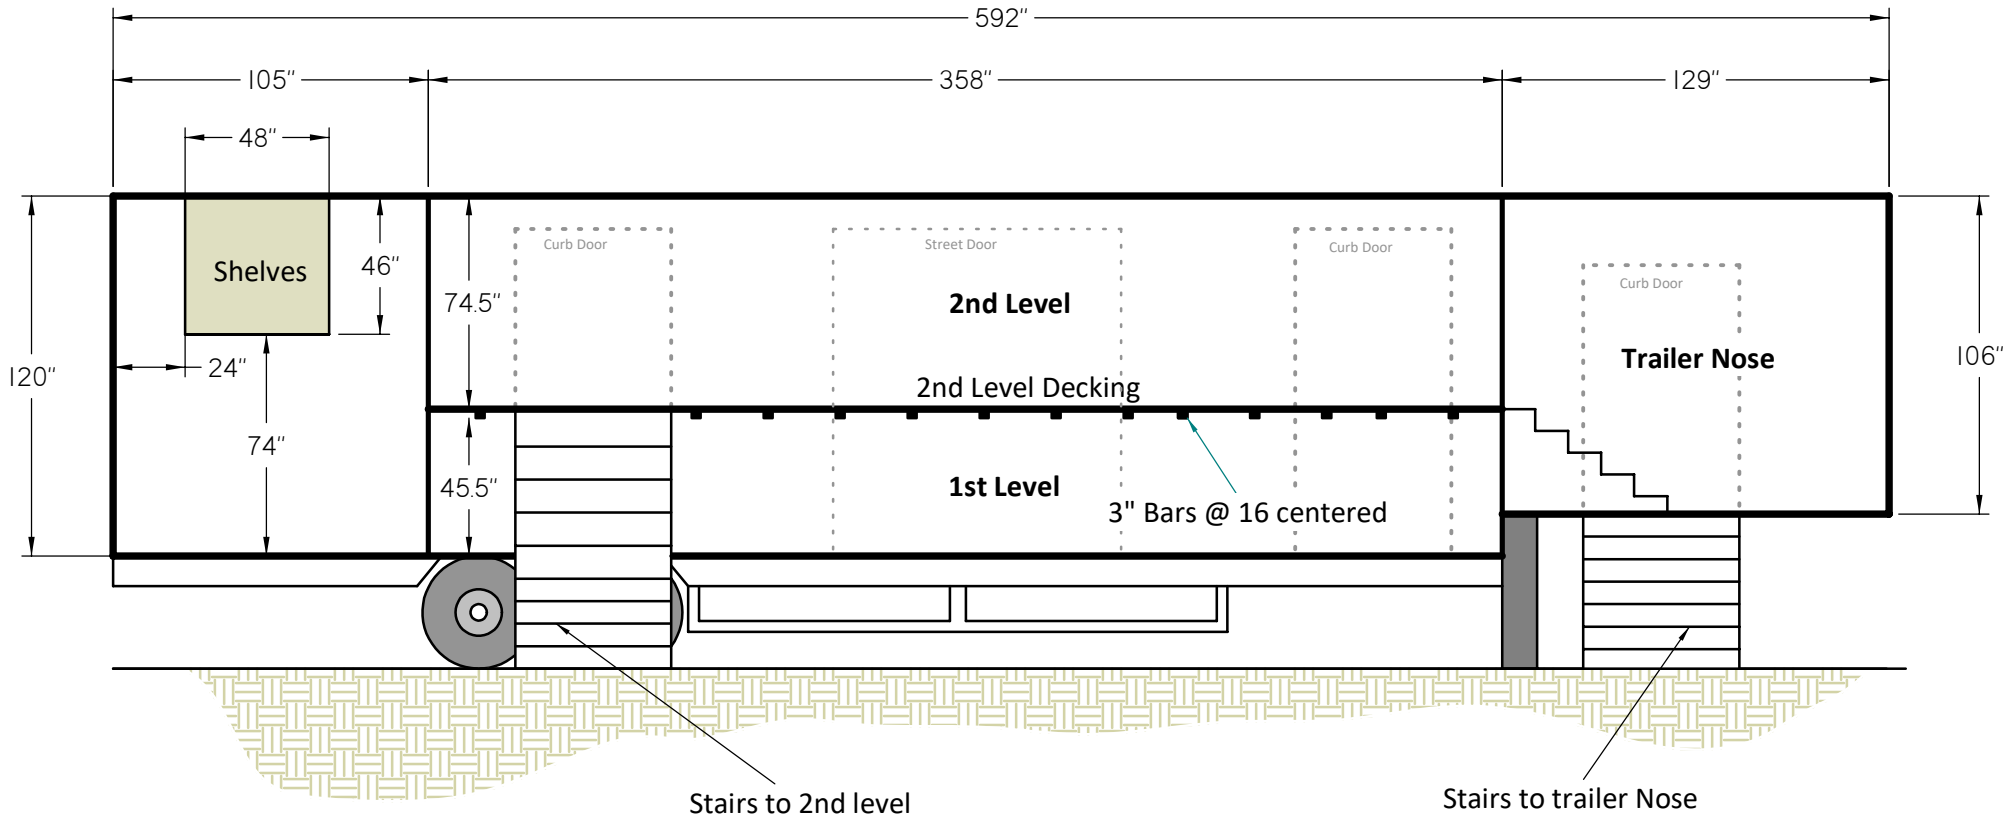 592"
105"
358"
129"
48"
Curb Door
Street Door
Curb Door
Shelves
46"
Curb Door
74.5"
2nd Level
120"
24"
Trailer Nose
106"
2nd Level Decking
74"
45.5"
1st Level
3" Bars @ 16 centered
Stairs to 2nd level
Stairs to trailer Nose